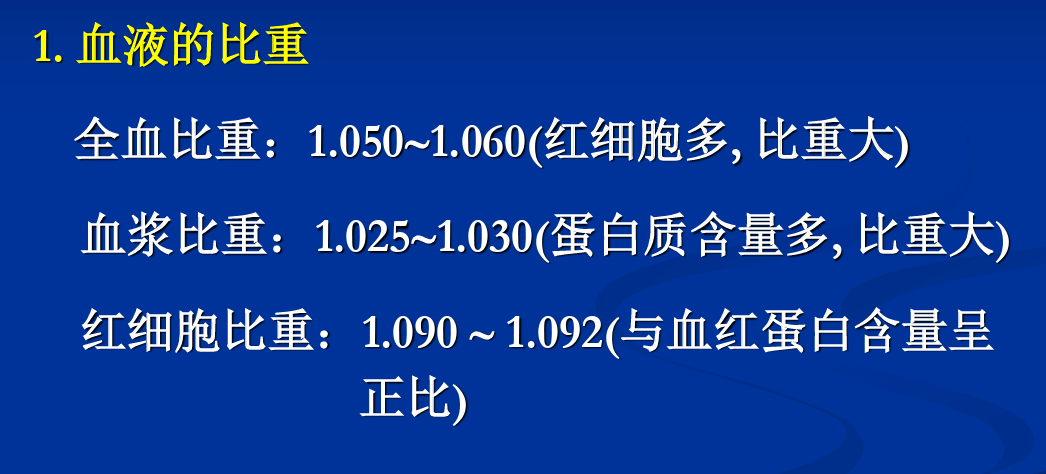 1. 血液的比重
全血比重：1.050~1.060(红细胞多, 比重大)
血浆比重：1.025~1.030(蛋白质含量多, 比重大)
红细胞比重：1.090 ~ 1.092(与血红蛋白含量呈
正比)